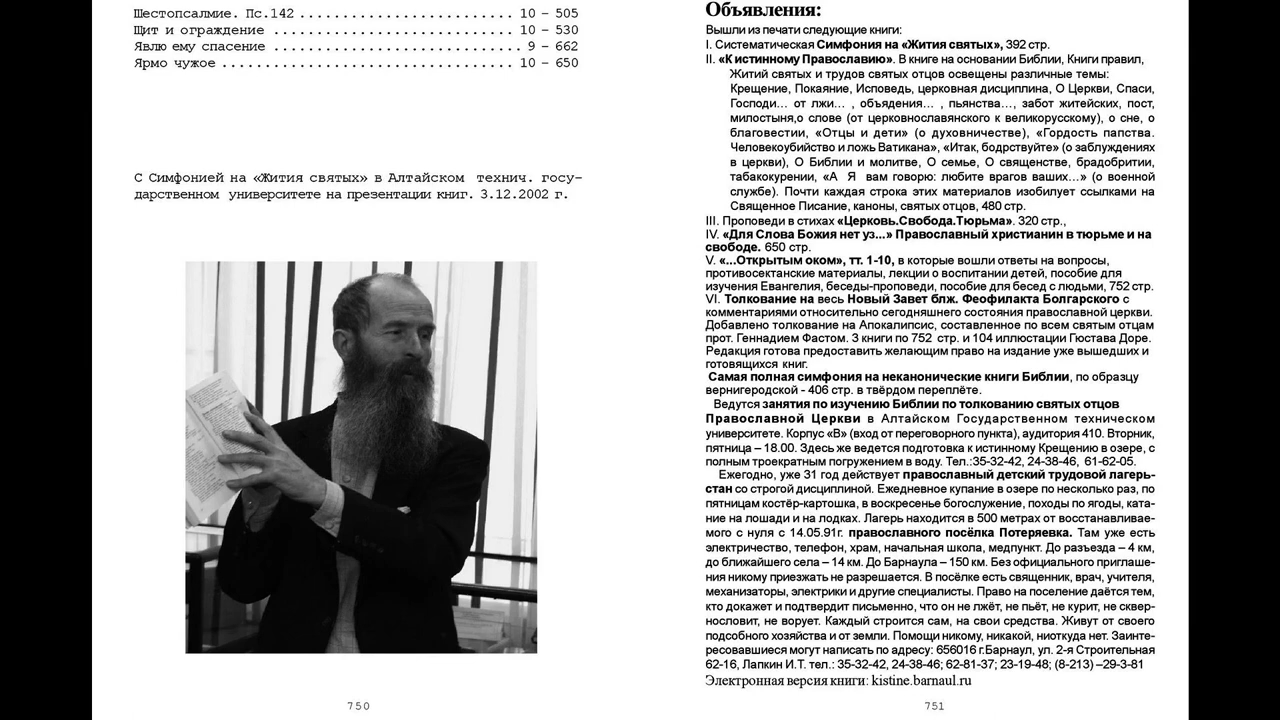 Шестопсалмие. Пс.142 ........................... 10 – 505
Щит и ограждение .............................. 10 – 530
Явлю ему спасение .............................. 9 – 662
Ярмо чужое ..................................... 10 – 650
С Симфонией на «Жития святых» в Алтайском технич. госу-
дарственном университете на презентации книг. 3.12.2002 г.
750
Объявления:
Вышли из печати следующие книги:
I. Систематическая Симфония на «Жития святых», 392 стр.
II. «К истинному Православию». В книге на основании Библии, Книги правил,
Житий святых и трудов святых отцов освещены различные темы:
Крещение, Покаяние, Исповедь, церковная дисциплина, О Церкви, Спаси,
Господи… от лжи… , объядения… , пьянства…, забот житейских, пост,
милостыня,о слове (от церковнославянского к великорусскому), о сне, о
благовестии, «Отцы и дети» (о духовничестве), «Гордость папства.
Человекоубийство и ложь Ватикана», «Итак, бодрствуйте» (о заблуждениях
в церкви), О Библии и молитве, О семье, О священстве, брадобритии,
табакокурении, «А Я вам говорю: любите врагов ваших…» (о военной
службе). Почти каждая строка этих материалов изобилует ссылками на
Священное Писание, каноны, святых отцов, 480 стр.
III. Проповеди в стихах «Церковь.Свобода.Тюрьма». 320 стр.,
IV. «Для Слова Божия нет уз...» Православный христианин в тюрьме и на
свободе. 650 стр.
V. «...Открытым оком», тт. 1-10, в которые вошли ответы на вопросы,
противосектанские материалы, лекции о воспитании детей, пособие для
изучения Евангелия, беседы-проповеди, пособие для бесед с людьми, 752 стр.
VI. Толкование на весь Новый Завет блж. Феофилакта Болгарского с
комментариями относительно сегодняшнего состояния православной церкви.
Добавлено толкование на Апокалипсис, составленное по всем святым отцам
прот. Геннадием Фастом. 3 книги по 752 стр. и 104 иллюстации Гюстава Доре.
Редакция готова предоставить желающим право на издание уже вышедших и
готовящихся книг.
Самая полная симфония на неканонические книги Библии, по образцу
вернигеродской - 406 стр. в твёрдом переплёте.
Ведутся занятия по изучению Библии по толкованию святых отцов
Православной Церкви в Алтайском Государственном техническом
университете. Корпус «В» (вход от переговорного пункта), аудитория 410. Вторник,
пятница – 18.00. Здесь же ведется подготовка к истинному Крещению в озере, с
полным троекратным погружением в воду. Тел.:35-32-42, 24-38-46, 61-62-05.
Ежегодно, уже 31 год действует православный детский трудовой лагерь-
стан со строгой дисциплиной. Ежедневное купание в озере по несколько раз, по
пятницам костёр-картошка, в воскресенье богослужение, походы по ягоды, ката-
ние на лошади и на лодках. Лагерь находится в 500 метрах от восстанавливае-
мого с нуля с 14.05.91г. православного посёлка Потеряевка. Там уже есть
электричество, телефон, храм, начальная школа, медпункт. До разъезда – 4 км,
до ближайшего села – 14 км. До Барнаула – 150 км. Без официального приглаше-
ния никому приезжать не разрешается. В посёлке есть священник, врач, учителя,
механизаторы, электрики и другие специалисты. Право на поселение даётся тем,
кто докажет и подтвердит письменно, что он не лжёт, не пьёт, не курит, не сквер-
нословит, не ворует. Каждый строится сам, на свои средства. Живут от своего
подсобного хозяйства и от земли. Помощи никому, никакой, ниоткуда нет. Заинте-
ресовавшиеся могут написать по адресу: 656016 г.Барнаул, ул. 2-я Строительная
62-16, Лапкин И.Т. тел.: 35-32-42, 24-38-46; 62-81-37; 23-19-48; (8-213) –29-3-81
Электронная версия книги: kistine.barnaul.ru
751